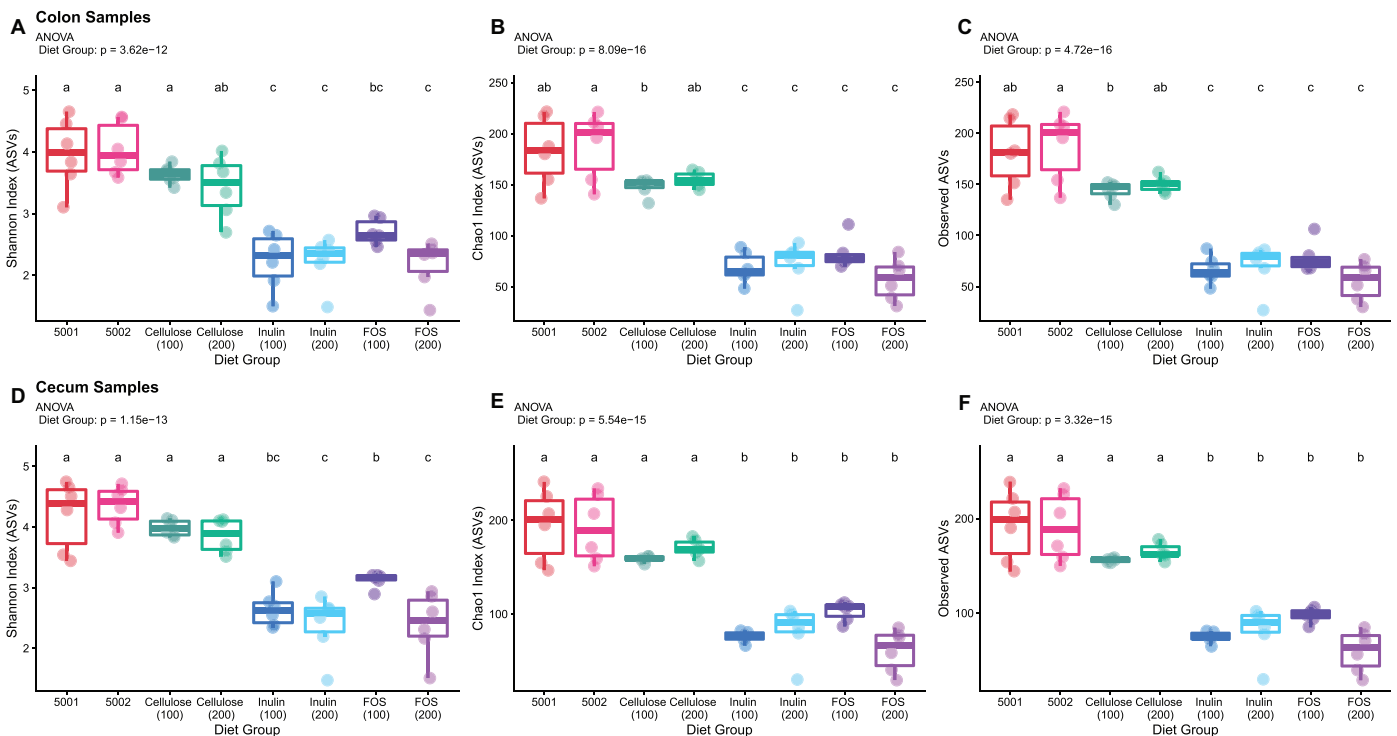 Colon Samples
A
ANOVA
Diet Group: p = 3.62e−12
Shannon Index (ASVs)
5
4
3
2
a a a ab c c bc c
5001 5002 Cellulose Cellulose Inulin Inulin FOS FOS
(100) (200) (100) (200) (100) (200)
Diet Group
B
ANOVA
Diet Group: p = 8.09e−16
Chao1 Index (ASVs)
250
200
150
100
50
ab a b ab c c c c
5001 5002 Cellulose Cellulose Inulin Inulin FOS FOS
(100) (200) (100) (200) (100) (200)
Diet Group
C
ANOVA
Diet Group: p = 4.72e−16
Observed ASVs
250
200
150
100
50
ab a b ab c c c c
5001 5002 Cellulose Cellulose Inulin Inulin FOS FOS
(100) (200) (100) (200) (100) (200)
Diet Group
Cecum Samples
D
ANOVA
Diet Group: p = 1.15e−13
Shannon Index (ASVs)
5
4
3
2
a a a a bc c b c
5001 5002 Cellulose Cellulose Inulin Inulin FOS FOS
(100) (200) (100) (200) (100) (200)
Diet Group
E
ANOVA
Diet Group: p = 5.54e−15
Chao1 Index (ASVs)
200
100
a a a a b b b b
5001 5002 Cellulose Cellulose Inulin Inulin FOS FOS
(100) (200) (100) (200) (100) (200)
Diet Group
F
ANOVA
Diet Group: p = 3.32e−15
Observed ASVs
200
100
a a a a b b b b
5001 5002 Cellulose Cellulose Inulin Inulin FOS FOS
(100) (200) (100) (200) (100) (200)
Diet Group